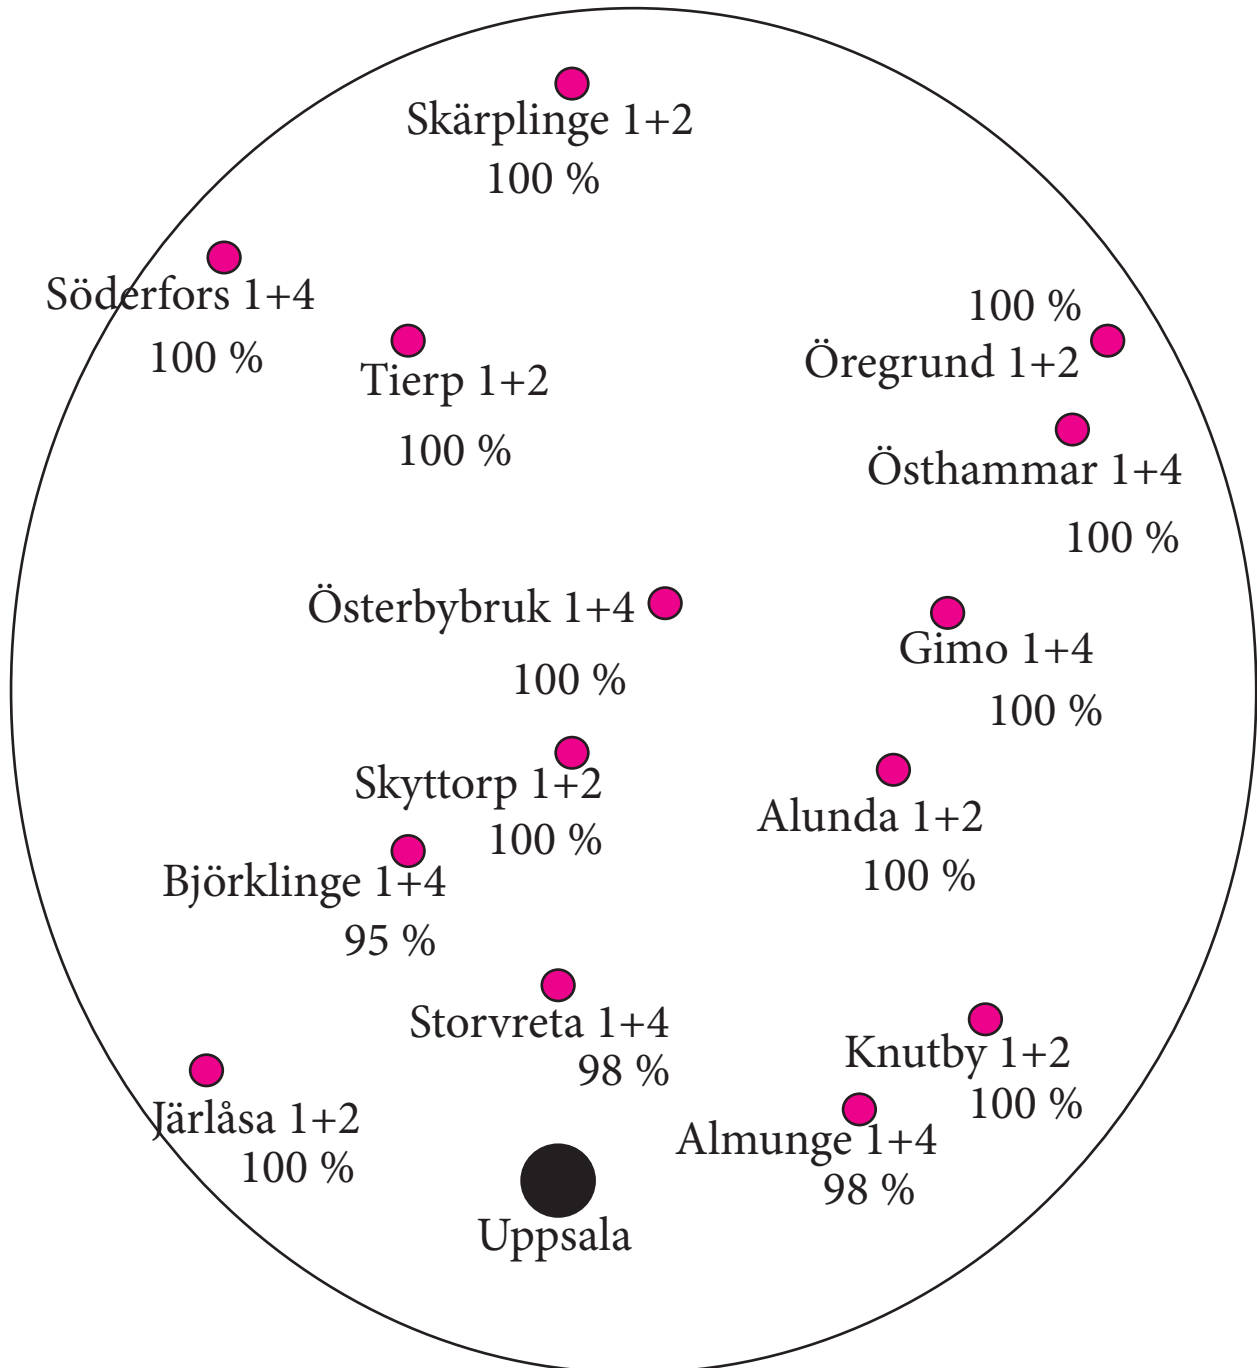 Skärplinge 1+2
100 %
Söderfors 1+4
100 %
Tierp 1+2
100 %
100 %
Öregrund 1+2
Östhammar 1+4
100 %
Österbybruk 1+4
100 %
Gimo 1+4
100 %
Skyttorp 1+2
100 %
Alunda 1+2
100 %
Björklinge 1+4
95 %
Storvreta 1+4
98 %
Knutby 1+2
100 %
Järlåsa 1+2
100 %
Almunge 1+4
98 %
Uppsala